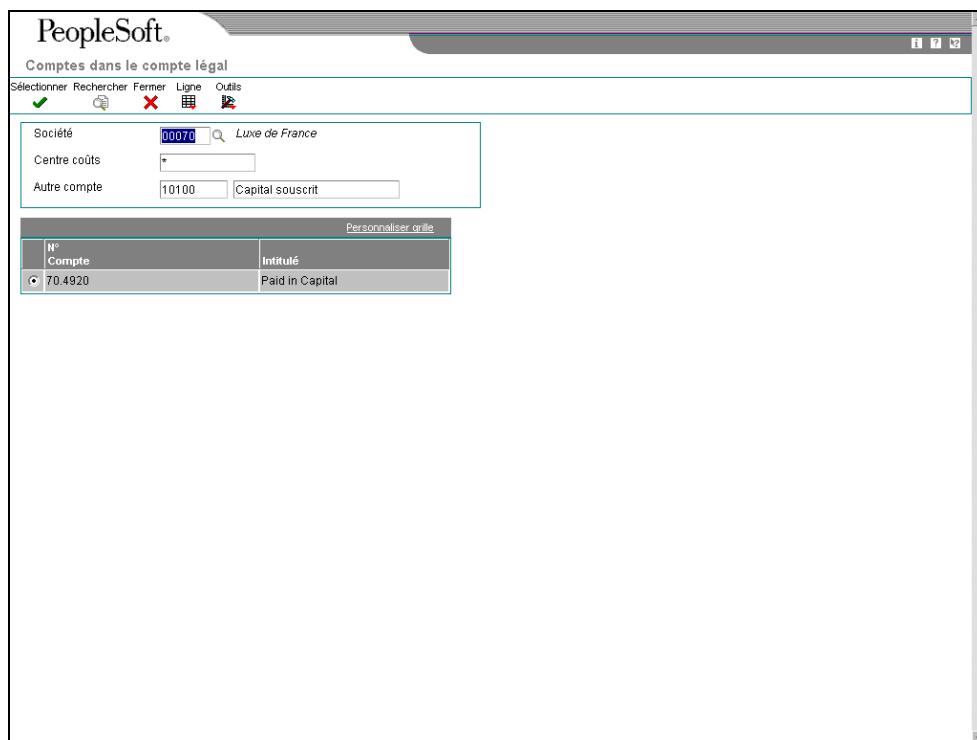 PeopleSoft®
Comptes dans le compte légal
Sélectionner Rechercher Fermer Ligne Outils
Société 00070 Luxe de France
Centre coûts *
Autre compte 10100 Capital souscrit
Personnaliser grille
N° Compte Intitulé
70.4920 Paid in Capital